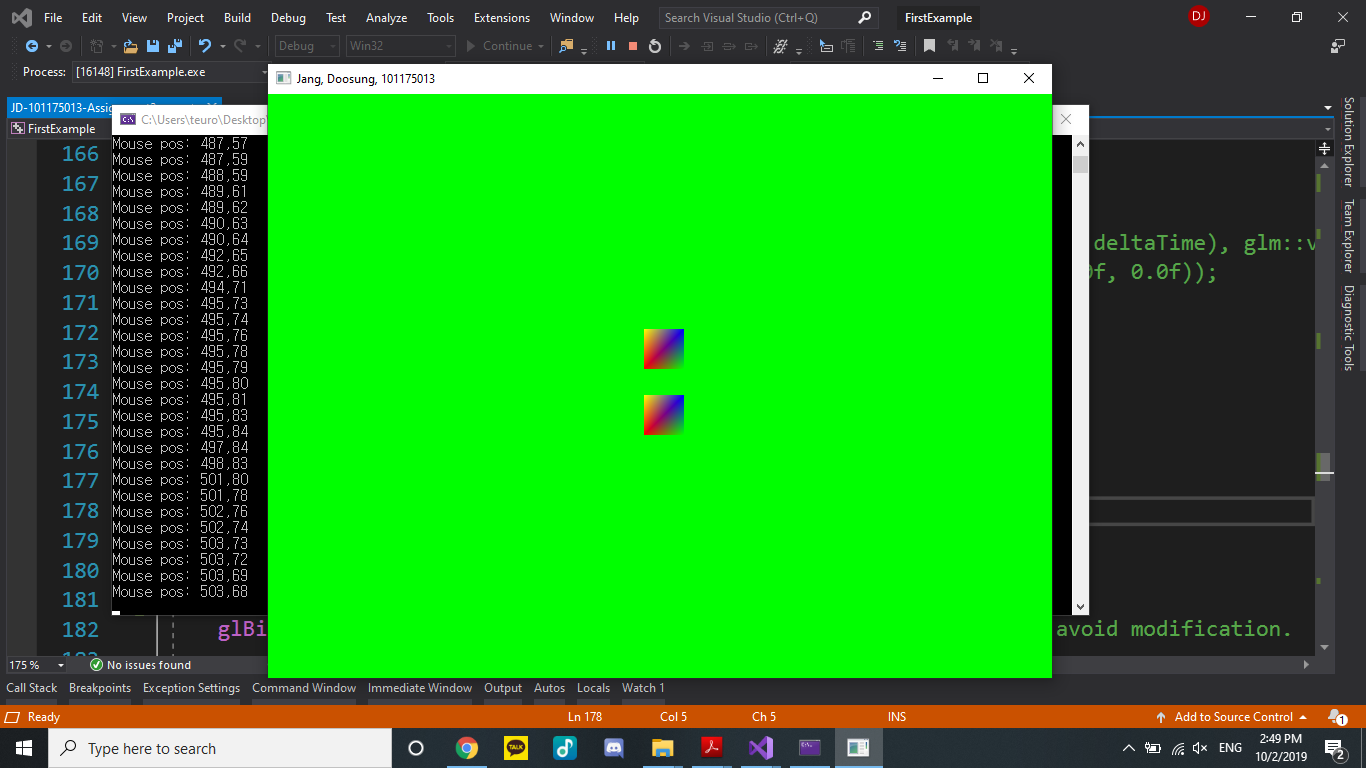 File Edit View Project Build Debug Test Analyze Tools Extensions Window Help Search Visual Studio (Ctrl+Q) FirstExample DJ
Debug Win32 Continue
Process: [16148] FirstExample.exe
Jang, Doosung, 101175013
FirstExample
C:\Users\teuro\Desktop\
Mouse pos: 487,57
Mouse pos: 487,59
Mouse pos: 488,59
Mouse pos: 489,61
Mouse pos: 489,62
Mouse pos: 490,63
Mouse pos: 490,64
Mouse pos: 492,65
Mouse pos: 492,66
Mouse pos: 494,71
Mouse pos: 495,73
Mouse pos: 495,74
Mouse pos: 495,76
Mouse pos: 495,78
Mouse pos: 495,79
Mouse pos: 495,80
Mouse pos: 495,81
Mouse pos: 495,83
Mouse pos: 495,84
Mouse pos: 497,84
Mouse pos: 498,83
Mouse pos: 501,80
Mouse pos: 501,78
Mouse pos: 502,76
Mouse pos: 502,74
Mouse pos: 503,73
Mouse pos: 503,72
Mouse pos: 503,69
Mouse pos: 503,68
166
167
168
169 deltaTime), glm::v
170 0f, 0.0f));
171
172
173
174
175
176
177
178
179
180
181
182 glBi avoid modification.
Solution Explorer
Team Explorer
Diagnostic Tools
175 % No issues found
Call Stack Breakpoints Exception Settings Command Window Immediate Window Output Autos Locals Watch 1
Ready Ln 178 Col 5 Ch 5 INS Add to Source Control 1
Type here to search TALK ENG 2:49 PM
10/2/2019 2